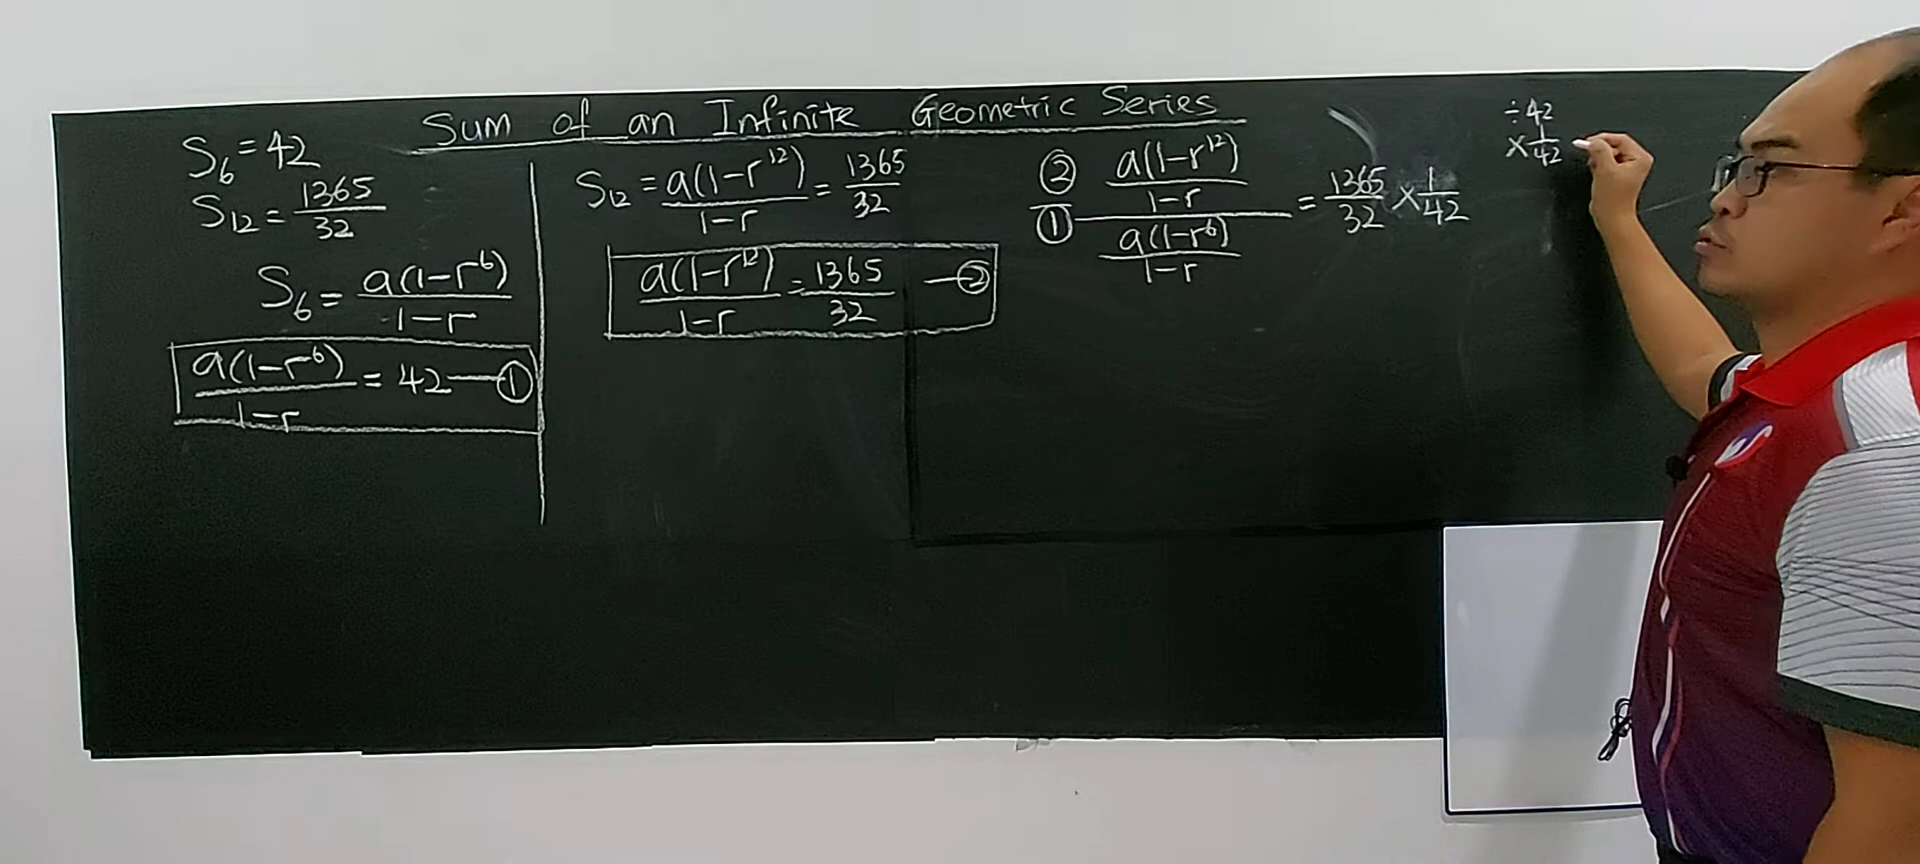 Sum of an Infinite Geometric Series
S₆ = 42
S₁₂ = 1365/32
S₆ = a(1-r⁶)/1-r
a(1-r⁶)/1-r = 42 — ①
S₁₂ = a(1-r¹²)/1-r = 1365/32
a(1-r¹²)/1-r = 1365/32 — ②
②/① a(1-r¹²)/1-r / a(1-r⁶)/1-r = 1365/32 × 1/42
÷42
× 1/42